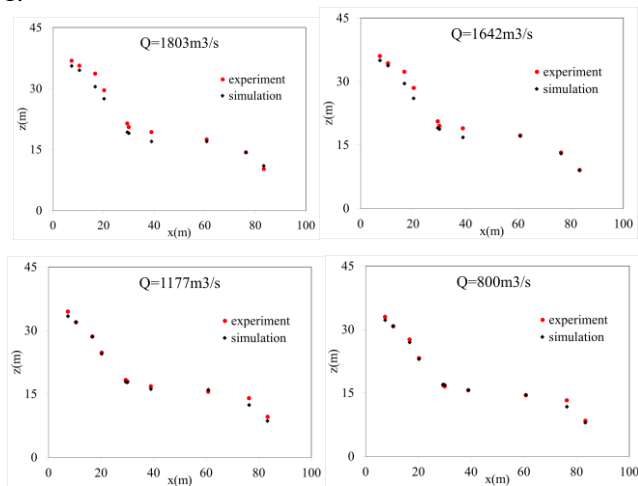 Q=1803m3/s
45
30
15
0
z(m)
experiment
simulation
0 20 40 60 80 100
x(m)
Q=1642m3/s
45
30
15
0
z(m)
experiment
simulation
0 20 40 60 80 100
x(m)
Q=1177m3/s
45
30
15
0
z(m)
experiment
simulation
0 20 40 60 80 100
x(m)
Q=800m3/s
45
30
15
0
z(m)
experiment
simulation
0 20 40 60 80 100
x(m)